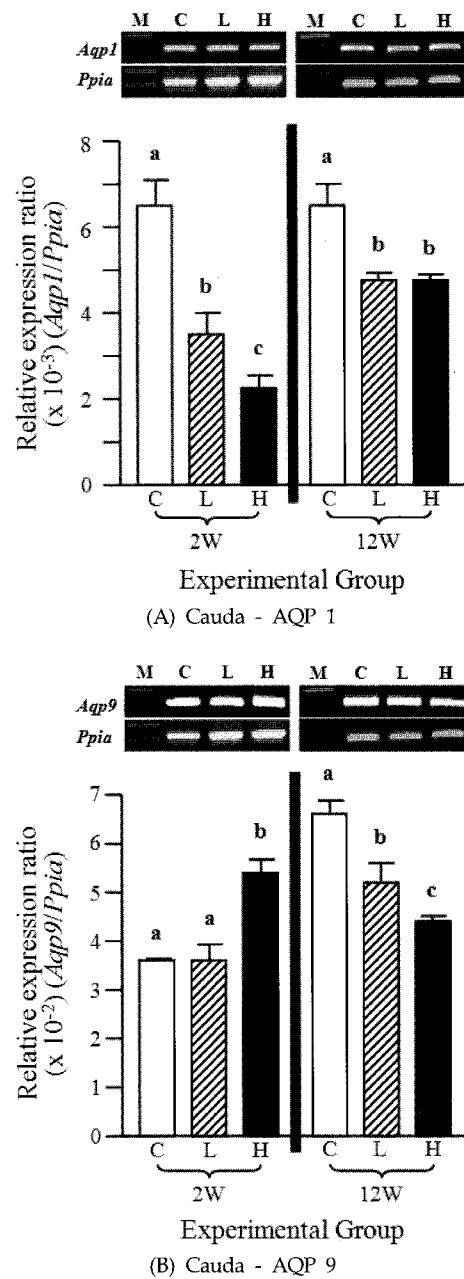 M C L H M C L H
Aqp1
Ppia
8
6
4
2
0
Relative expression ratio
(x 10⁻³) (Aqp1/Ppia)
a
b
c
a
b
b
C L H C L H
2W 12W
Experimental Group
(A) Cauda - AQP 1
M C L H M C L H
Aqp9
Ppia
7
6
5
4
3
2
1
0
Relative expression ratio
(x 10⁻²) (Aqp9/Ppia)
a
a
b
a
b
c
C L H C L H
2W 12W
Experimental Group
(B) Cauda - AQP 9